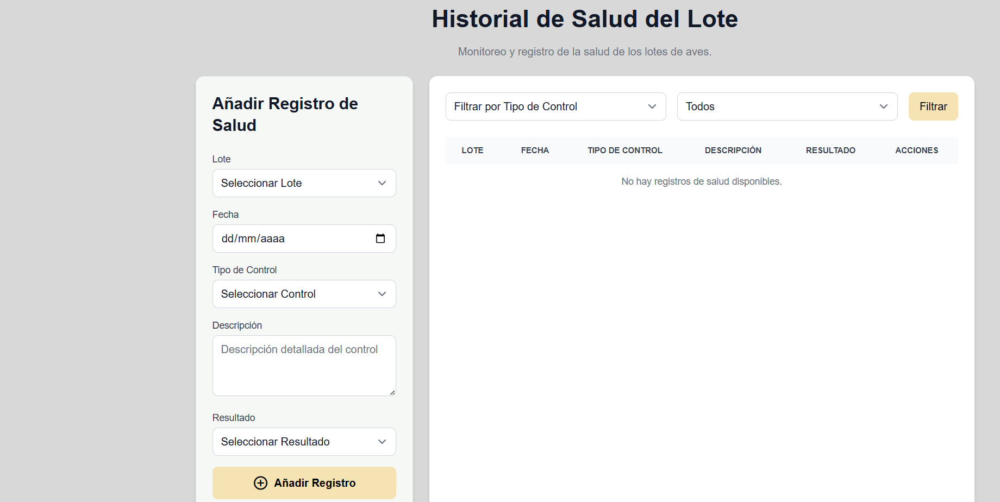 Historial de Salud del Lote
Monitoreo y registro de la salud de los lotes de aves.
Añadir Registro de
Salud
Lote
Seleccionar Lote
Fecha
dd/mm/aaaa
Tipo de Control
Seleccionar Control
Descripción
Descripción detallada del control
Resultado
Seleccionar Resultado
Añadir Registro
Filtrar por Tipo de Control
Todos
Filtrar
LOTE FECHA TIPO DE CONTROL DESCRIPCIÓN RESULTADO ACCIONES
No hay registros de salud disponibles.